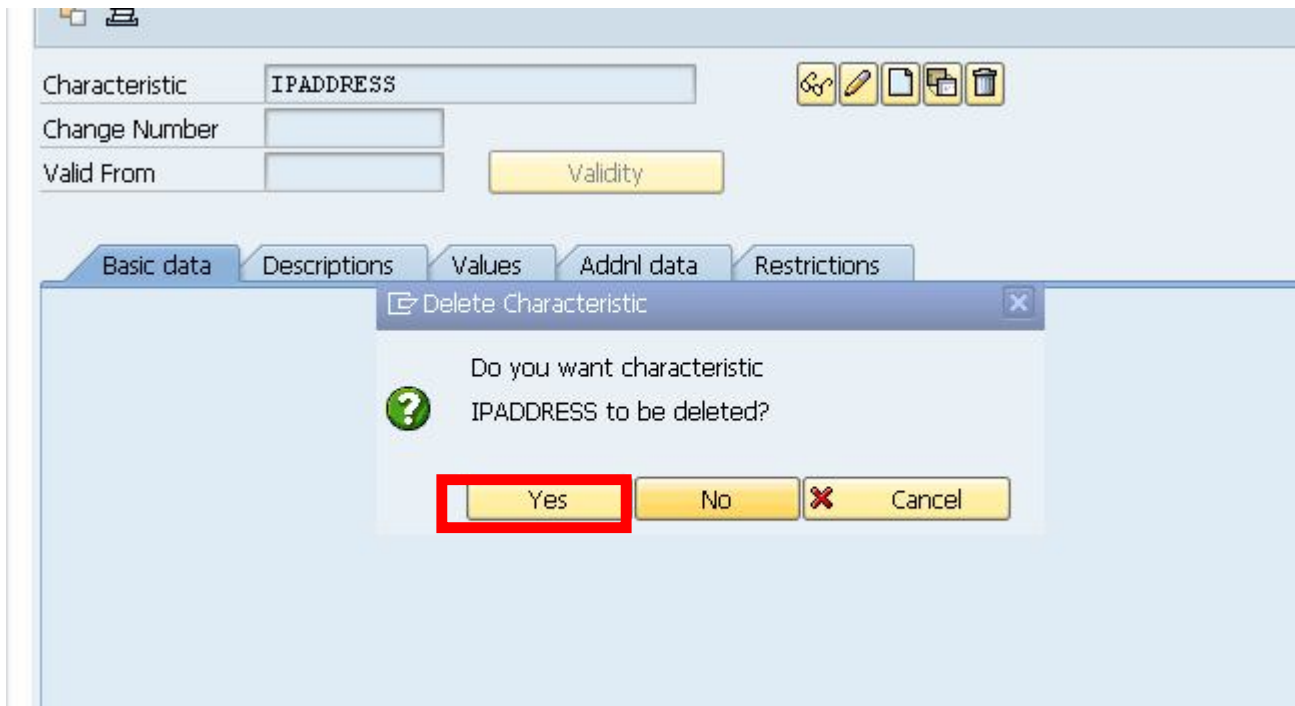 Characteristic IPADDRESS
Change Number
Valid From Validity
Basic data Descriptions Values Addnl data Restrictions
Delete Characteristic
Do you want characteristic
IPADDRESS to be deleted?
Yes No Cancel